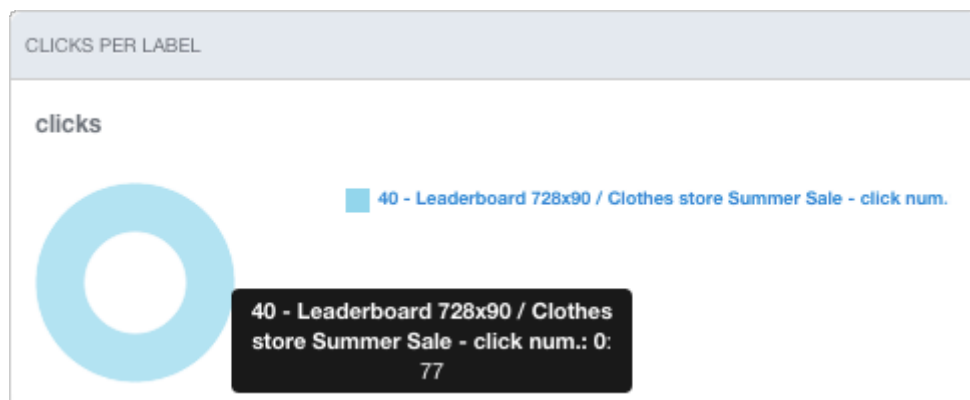 CLICKS PER LABEL
clicks
40 - Leaderboard 728x90 / Clothes store Summer Sale - click num.
40 - Leaderboard 728x90 / Clothes
store Summer Sale - click num.: 0:
77